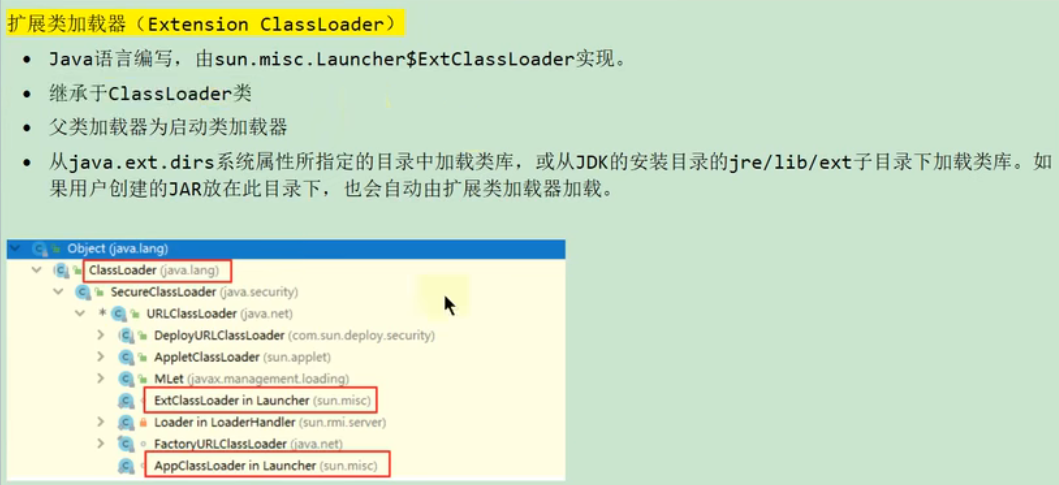 扩展类加载器（Extension ClassLoader）
• Java语言编写，由sun.misc.Launcher$ExtClassLoader实现。
• 继承于ClassLoader类
• 父类加载器为启动类加载器
• 从java.ext.dirs系统属性所指定的目录中加载类库，或从JDK的安装目录的jre/lib/ext子目录下加载类库。如
果用户创建的JAR放在此目录下，也会自动由扩展类加载器加载。
Object (java.lang)
ClassLoader (java.lang)
SecureClassLoader (java.security)
* URLClassLoader (java.net)
DeployURLClassLoader (com.sun.deploy.security)
AppletClassLoader (sun.applet)
MLet (javax.management.loading)
ExtClassLoader in Launcher (sun.misc)
Loader in LoaderHandler (sun.rmi.server)
FactoryURLClassLoader (java.net)
AppClassLoader in Launcher (sun.misc)